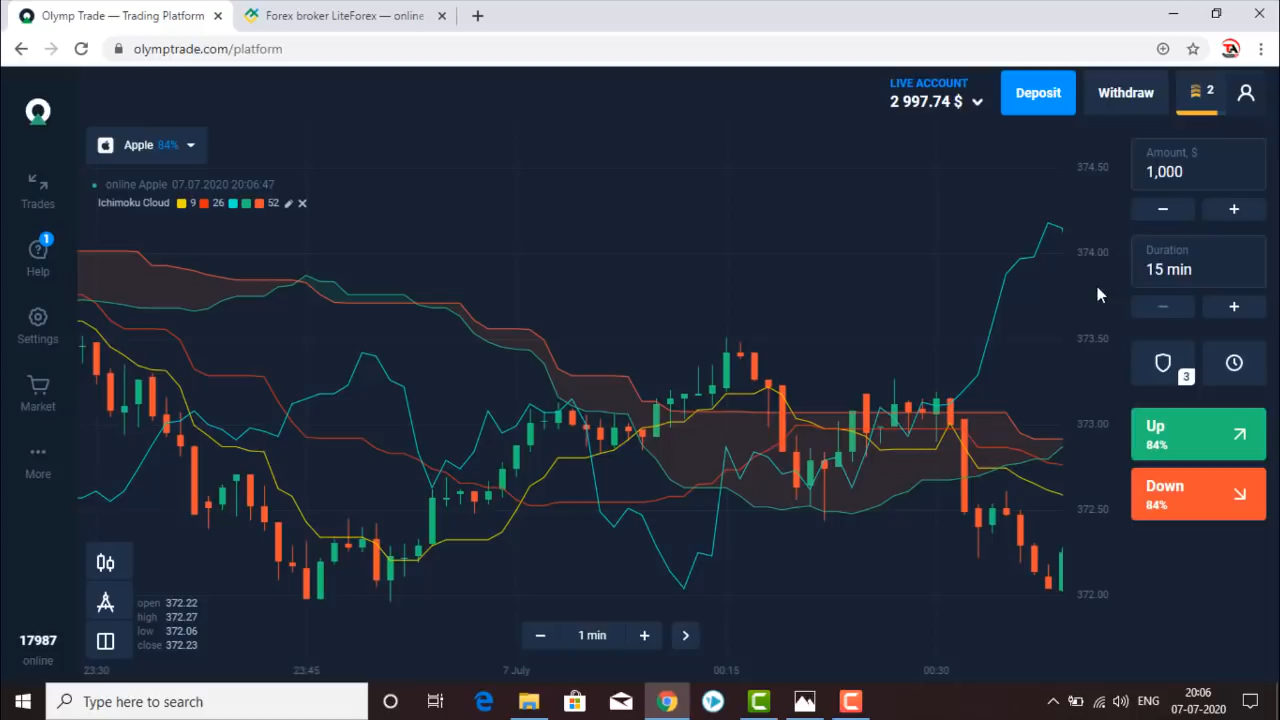 Olymp Trade — Trading Platform
Forex broker LiteForex — online
olymptrade.com/platform
LIVE ACCOUNT
2 997.74 $
Deposit
Withdraw
2
Apple 84%
online Apple 07.07.2020 20:06:47
Ichimoku Cloud 9 26 52
Trades
1
Help
Settings
Market
More
17987
online
374.50
374.00
373.50
373.00
372.50
372.00
Amount, $
1,000
Duration
15 min
3
Up
84%
Down
84%
open 372.22
high 372.27
low 372.06
close 372.23
1 min
23:30
23:45
7 July
00:15
00:30
Type here to search
ENG
20:06
07-07-2020